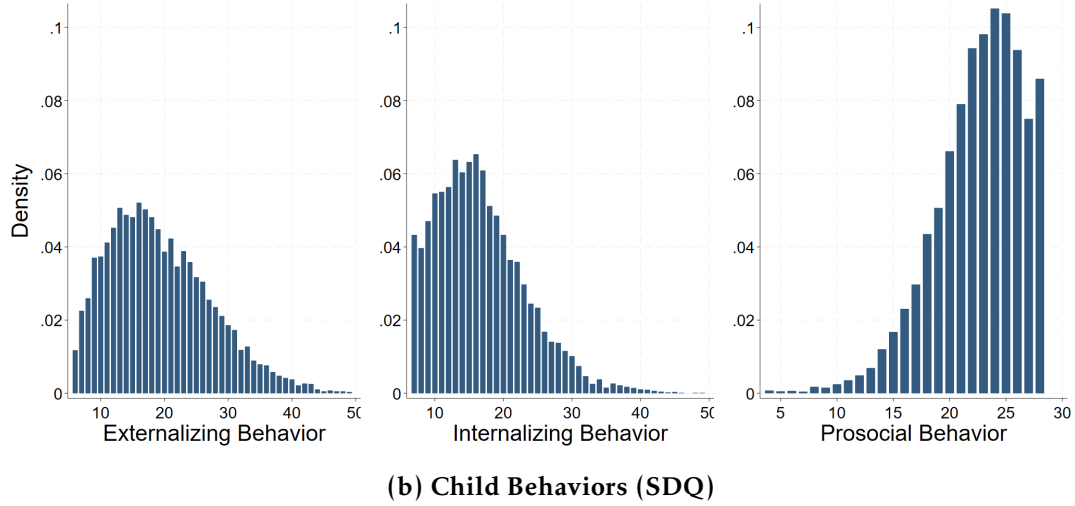 Density
.1
.08
.06
.04
.02
0
10 20 30 40 50
Externalizing Behavior
.1
.08
.06
.04
.02
0
10 20 30 40 50
Internalizing Behavior
.1
.08
.06
.04
.02
0
5 10 15 20 25 30
Prosocial Behavior
(b) Child Behaviors (SDQ)